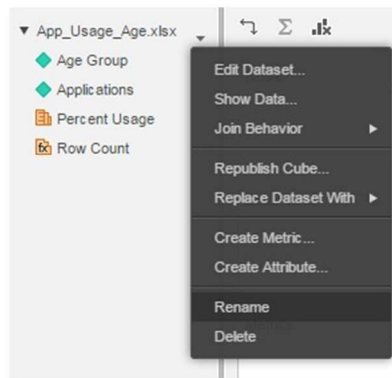 App_Usage_Age.xlsx
Age Group
Applications
Percent Usage
fx Row Count
Σ
Edit Dataset...
Show Data...
Join Behavior
Republish Cube...
Replace Dataset With
Create Metric...
Create Attribute...
Rename
Delete